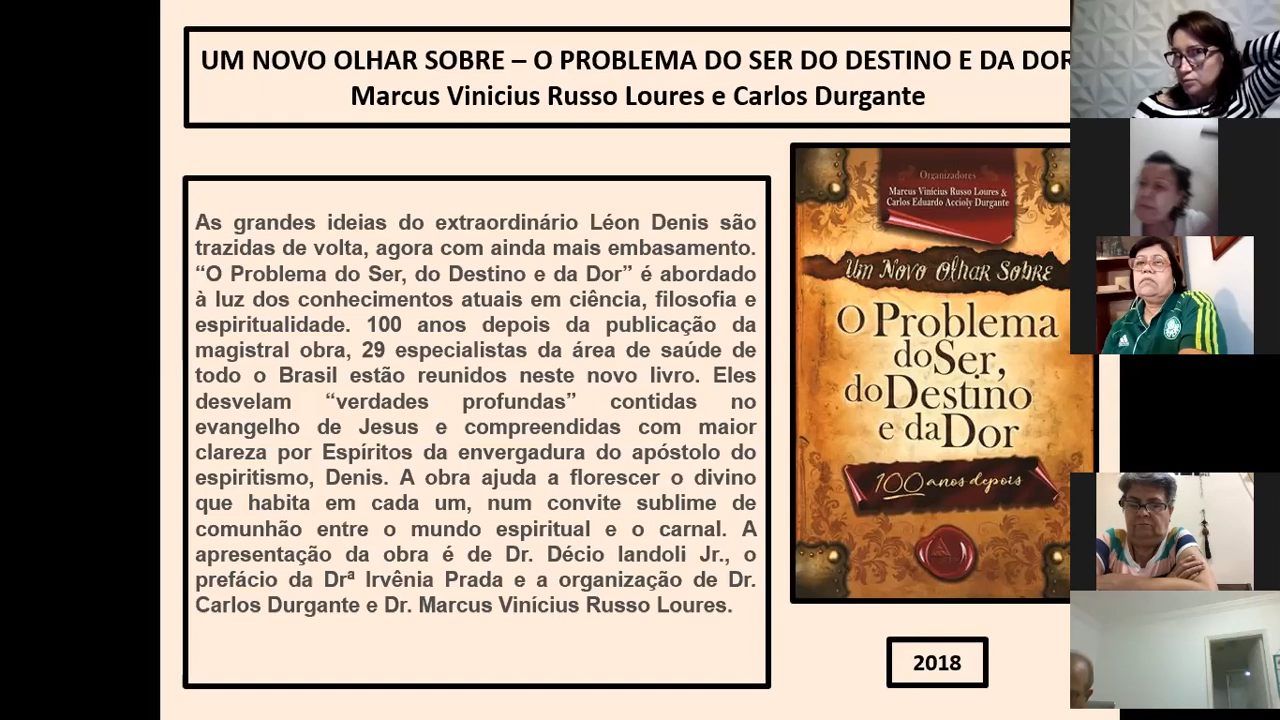 UM NOVO OLHAR SOBRE – O PROBLEMA DO SER DO DESTINO E DA DOR
Marcus Vinicius Russo Loures e Carlos Durgante
As grandes ideias do extraordinário Léon Denis são
trazidas de volta, agora com ainda mais embasamento.
“O Problema do Ser, do Destino e da Dor” é abordado
à luz dos conhecimentos atuais em ciência, filosofia e
espiritualidade. 100 anos depois da publicação da
magistral obra, 29 especialistas da área de saúde de
todo o Brasil estão reunidos neste novo livro. Eles
desvelam “verdades profundas” contidas no
evangelho de Jesus e compreendidas com maior
clareza por Espíritos da envergadura do apóstolo do
espiritismo, Denis. A obra ajuda a florescer o divino
que habita em cada um, num convite sublime de
comunhão entre o mundo espiritual e o carnal. A
apresentação da obra é de Dr. Décio Iandoli Jr., o
prefácio da Drª Irvênia Prada e a organização de Dr.
Carlos Durgante e Dr. Marcus Vinícius Russo Loures.
Organizadores
Marcus Vinícius Russo Loures &
Carlos Eduardo Accioly Durgante
Um Novo Olhar Sobre
O Problema
do Ser,
do Destino
e da Dor
100 anos depois
2018